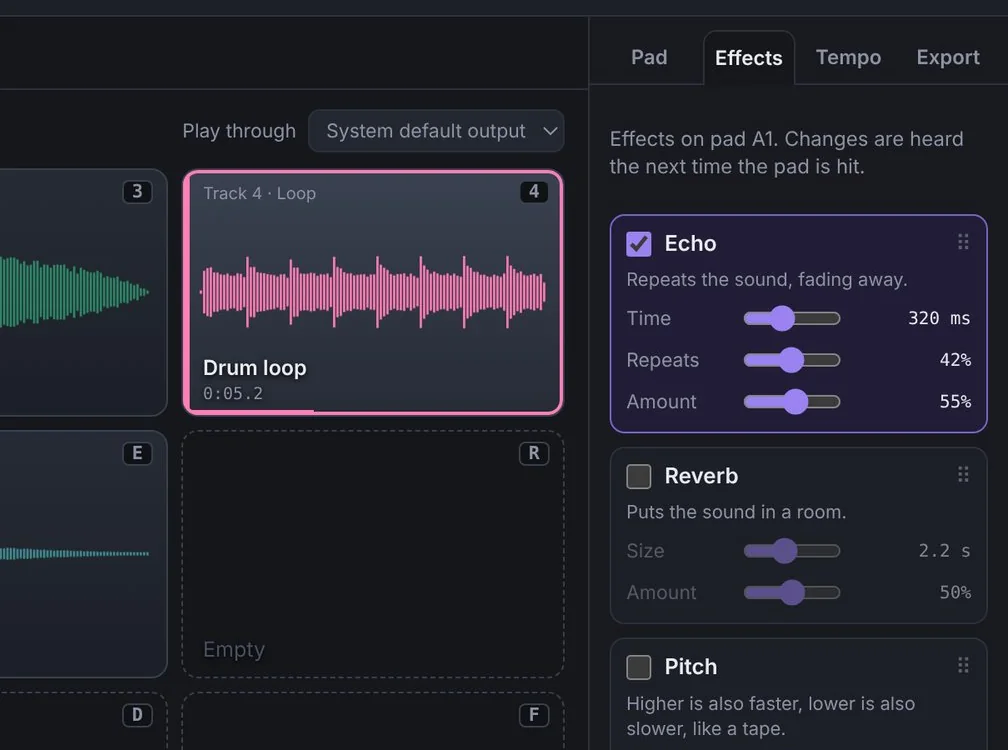 Pad
Effects
Tempo
Export
Play through
System default output
3
Track 4 · Loop
4
Drum loop
0:05.2
E
R
Empty
D
F
Effects on pad A1. Changes are heard
the next time the pad is hit.
Echo
Repeats the sound, fading away.
Time
320 ms
Repeats
42%
Amount
55%
Reverb
Puts the sound in a room.
Size
2.2 s
Amount
50%
Pitch
Higher is also faster, lower is also
slower, like a tape.